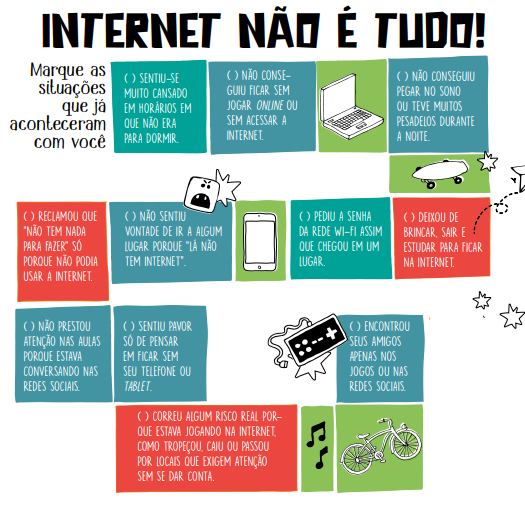 INTERNET NÃO É TUDO!
Marque as
situações
que já
aconteceram
com você
( ) SENTIU-SE
MUITO CANSADO
EM HORÁRIOS EM
QUE NÃO ERA
PARA DORMIR.
( ) NÃO CONSE-
GUIU FICAR SEM
JOGAR ONLINE OU
SEM ACESSAR A
INTERNET.
( ) NÃO CONSEGUIU
PEGAR NO SONO
OU TEVE MUITOS
PESADELOS DURANTE
A NOITE.
( ) RECLAMOU QUE
"NÃO TEM NADA
PARA FAZER" SÓ
PORQUE NÃO PODIA
USAR A INTERNET.
( ) NÃO SENTIU
VONTADE DE IR A ALGUM
LUGAR PORQUE "LÁ NÃO
TEM INTERNET".
( ) PEDIU A SENHA
DA REDE WI-FI ASSIM
QUE CHEGOU EM UM
LUGAR.
( ) DEIXOU DE
BRINCAR, SAIR E
ESTUDAR PARA FICAR
NA INTERNET.
( ) NÃO PRESTOU
ATENÇÃO NAS AULAS
PORQUE ESTAVA
CONVERSANDO NAS
REDES SOCIAIS.
( ) SENTIU PAVOR
SÓ DE PENSAR
EM FICAR SEM
SEU TELEFONE OU
TABLET.
( ) ENCONTROU
SEUS AMIGOS
APENAS NOS
JOGOS OU NAS
REDES SOCIAIS.
( ) CORREU ALGUM RISCO REAL POR-
QUE ESTAVA JOGANDO NA INTERNET,
COMO TROPEÇOU, CAIU OU PASSOU
POR LOCAIS QUE EXIGEM ATENÇÃO
SEM SE DAR CONTA.